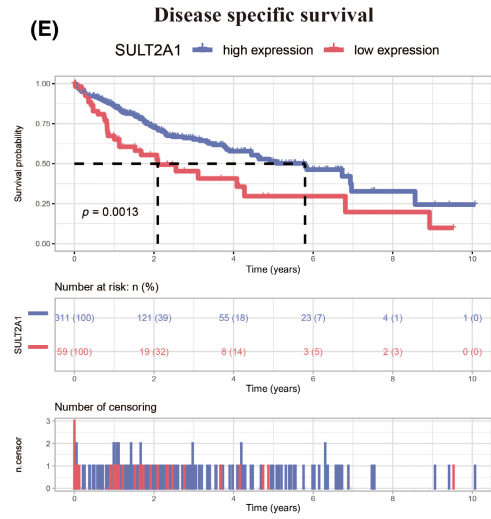 (E)
Disease specific survival
SULT2A1 high expression low expression
1.00
0.75
0.50
0.25
0.00
Survival probability
p = 0.0013
0 2 4 6 8 10
Time (years)
Number at risk: n (%)
SULT2A1
311 (100) 121 (39) 55 (18) 23 (7) 4 (1) 1 (0)
59 (100) 19 (32) 8 (14) 3 (5) 2 (3) 0 (0)
0 2 4 6 8 10
Time (years)
Number of censoring
n.censor
3
2
1
0
0 2 4 6 8 10
Time (years)